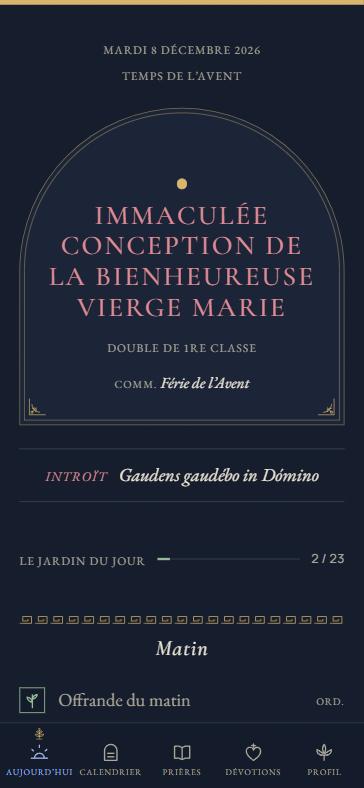 MARDI 8 DÉCEMBRE 2026
TEMPS DE L'AVENT
IMMACULÉE
CONCEPTION DE
LA BIENHEUREUSE
VIERGE MARIE
DOUBLE DE 1RE CLASSE
COMM. Férie de l'Avent
INTROÏT Gaudens gaudébo in Dómino
LE JARDIN DU JOUR 2 / 23
Matin
Offrande du matin ORD.
AUJOURD'HUI CALENDRIER PRIÈRES DÉVOTIONS PROFIL